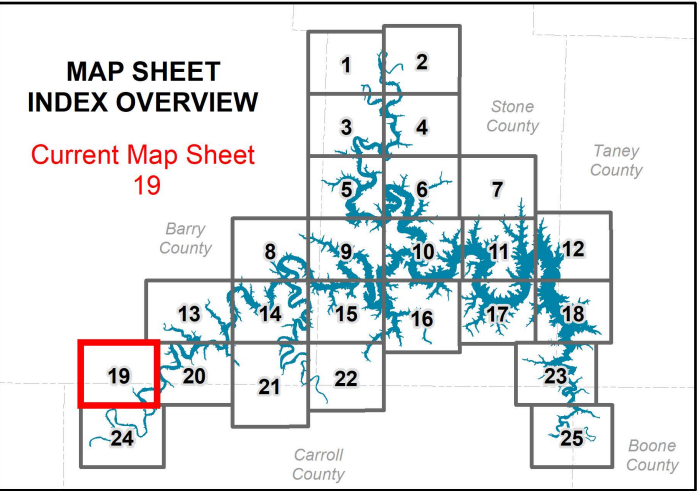 MAP SHEET
INDEX OVERVIEW
Current Map Sheet
19
1
2
3
4
Stone
County
Taney
County
5
6
7
Barry
County
8
9
10
11
12
13
14
15
16
17
18
19
20
21
22
23
24
25
Carroll
County
Boone
County